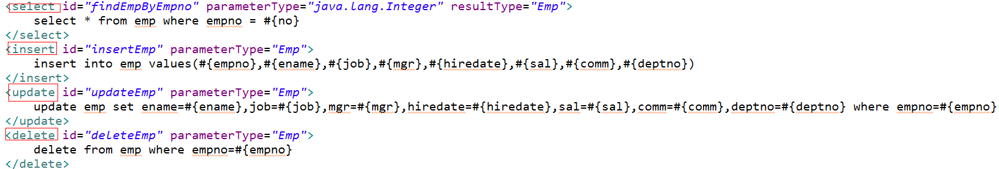 <select id="findEmpByEmpno" parameterType="java.lang.Integer" resultType="Emp">
    select * from emp where empno = #{no}
</select>
<insert id="insertEmp" parameterType="Emp">
    insert into emp values(#{empno},#{ename},#{job},#{mgr},#{hiredate},#{sal},#{comm},#{deptno})
</insert>
<update id="updateEmp" parameterType="Emp">
    update emp set ename=#{ename},job=#{job},mgr=#{mgr},hiredate=#{hiredate},sal=#{sal},comm=#{comm},deptno=#{deptno} where empno=#{empno}
</update>
<delete id="deleteEmp" parameterType="Emp">
    delete from emp where empno=#{empno}
</delete>